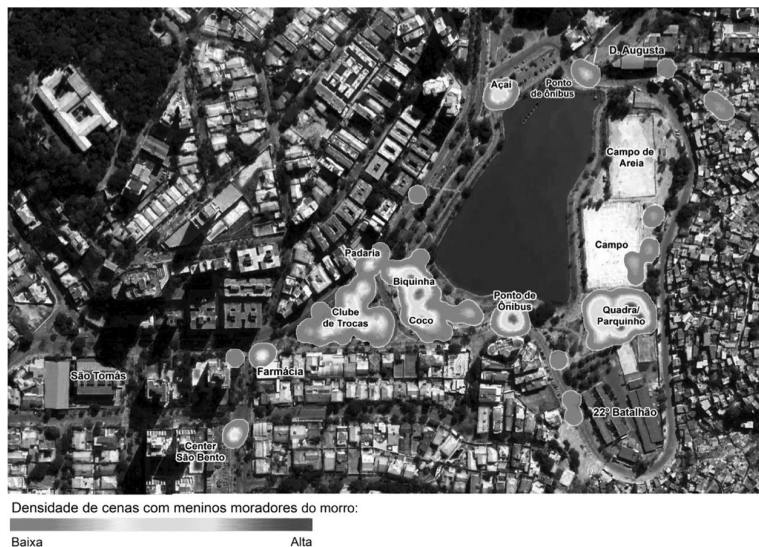 D. Augusta
Açaí
Ponto
de Ônibus
Campo de
Areia
Campo
Padaria
Biquinha
Clube
de Trocas
Coco
Ponto de
Ônibus
Quadra/
Parquinho
São Tomás
Farmácia
22º Batalhão
Center
São Bento
Densidade de cenas com meninos moradores do morro:
Baixa Alta